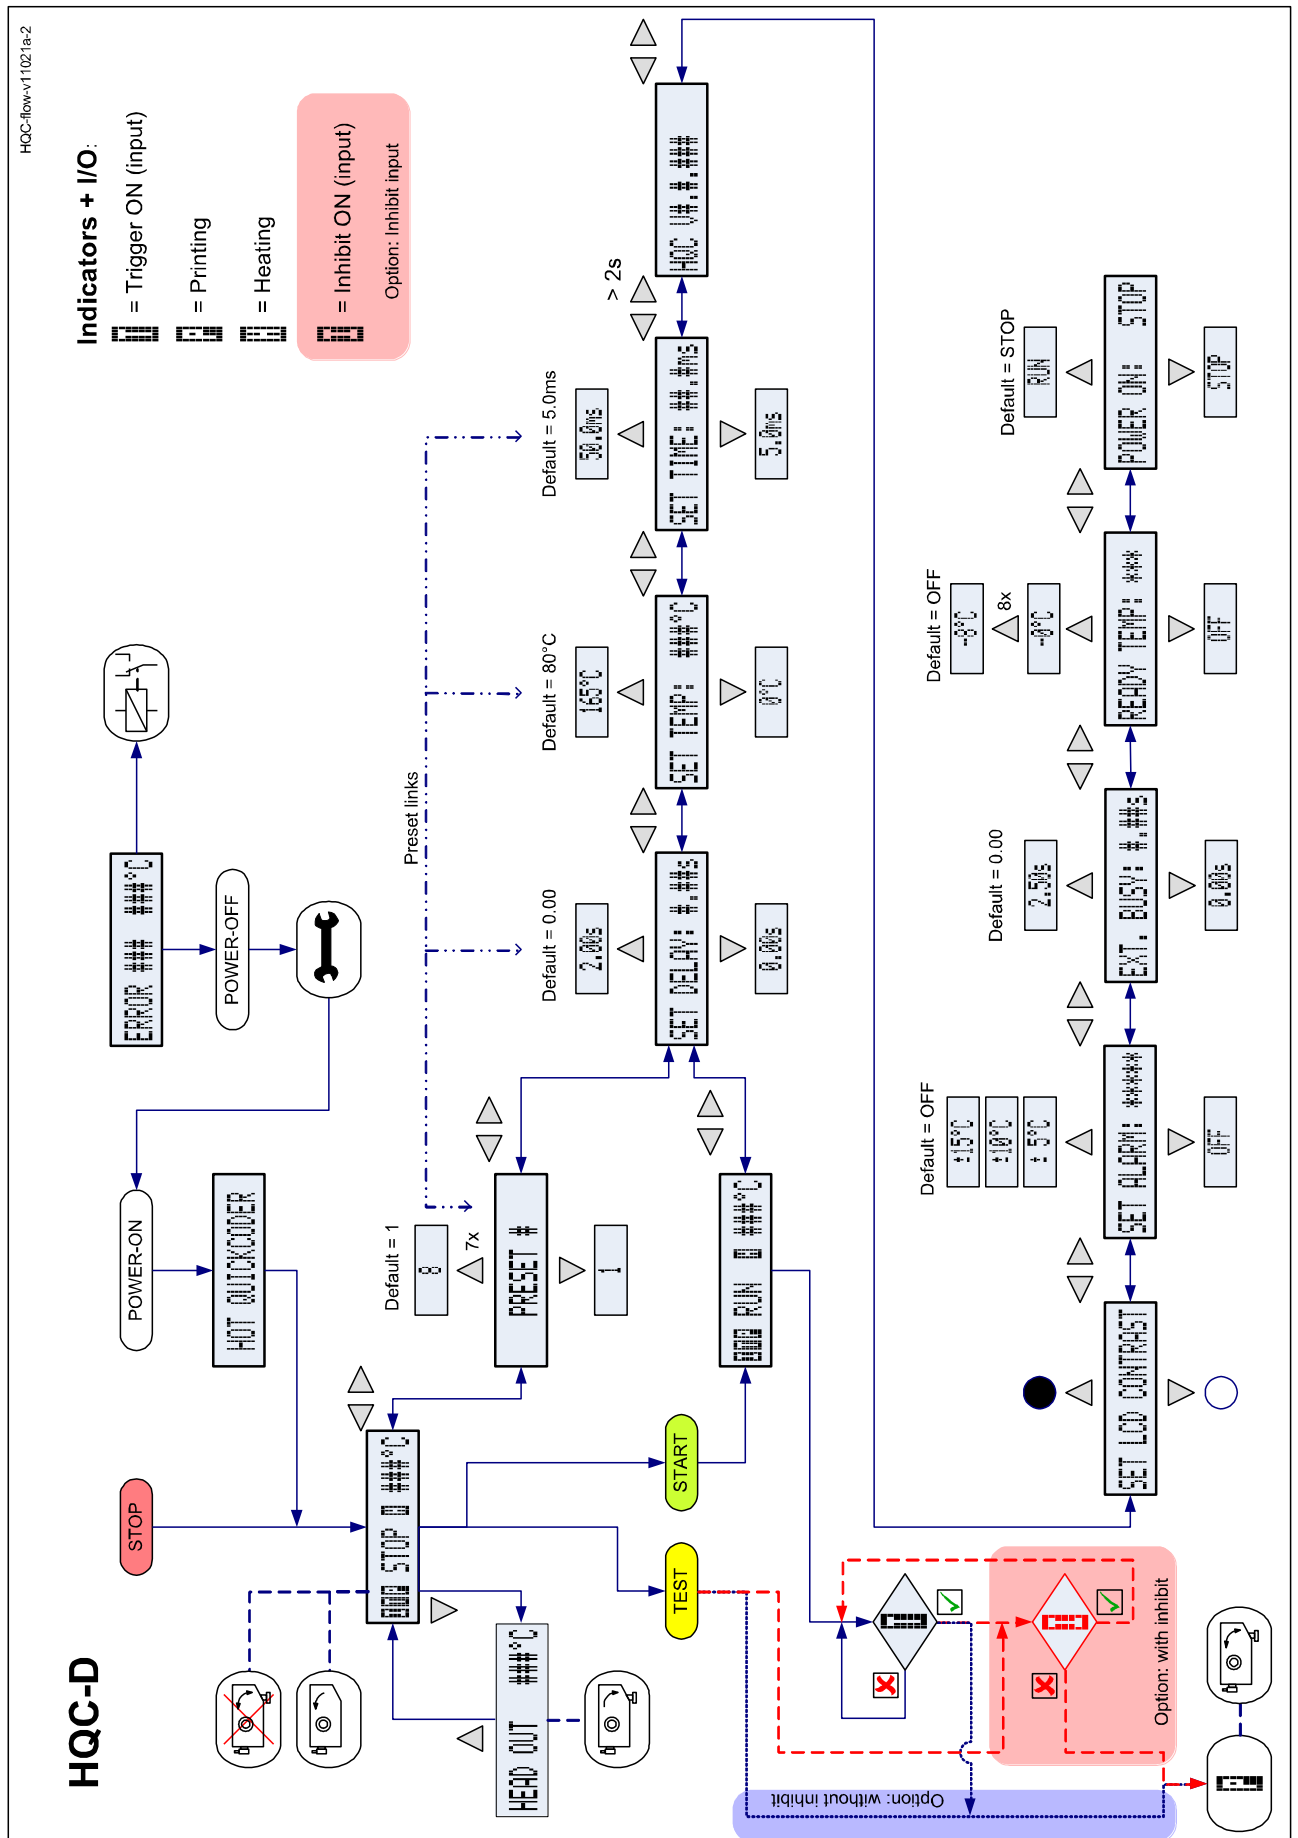 HQC-flow-v11021a-2
HQC-D
Indicators + I/O:
= Trigger ON (input)
= Printing
= Heating
= Inhibit ON (input)
Option: Inhibit input
STOP
POWER-ON
HOT QUICKCODER
ERROR ### ###°C
POWER-OFF
STOP ###°C
HEAD OUT ###°C
TEST
START
Default = 1
8
7x
PRESET #
1
RUN ###°C
Preset links
Default = 0.00
2.00s
SET DELAY: #.##s
0.00s
Default = 80°C
165°C
SET TEMP: ###°C
0°C
Default = 5.0ms
50.0ms
SET TIME: ##.#ms
5.0ms
> 2s
HQC V#.#.##
Option: with inhibit
Option: without inhibit
SET LCD CONTRAST
Default = OFF
±15°C
±10°C
± 5°C
SET ALARM: *****
OFF
Default = 0.00
2.50s
EXT. BUSY: #.##s
0.00s
Default = OFF
-8°C
8x
-0°C
READY TEMP: ***
OFF
Default = STOP
RUN
POWER ON: STOP
STOP